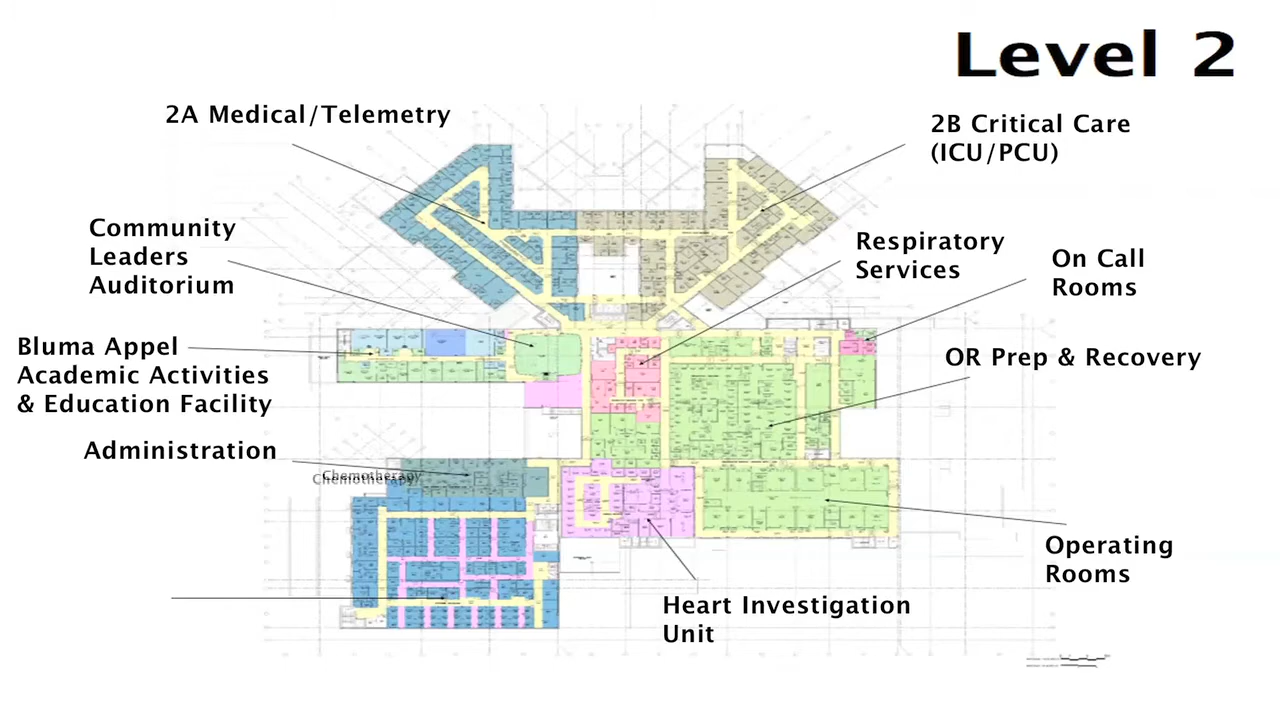 Level 2
2A Medical/Telemetry
2B Critical Care
(ICU/PCU)
Community
Leaders
Auditorium
Respiratory
Services
On Call
Rooms
Bluma Appel
Academic Activities
& Education Facility
OR Prep & Recovery
Administration
Chemotherapy
Chemotherapy
Operating
Rooms
Heart Investigation
Unit